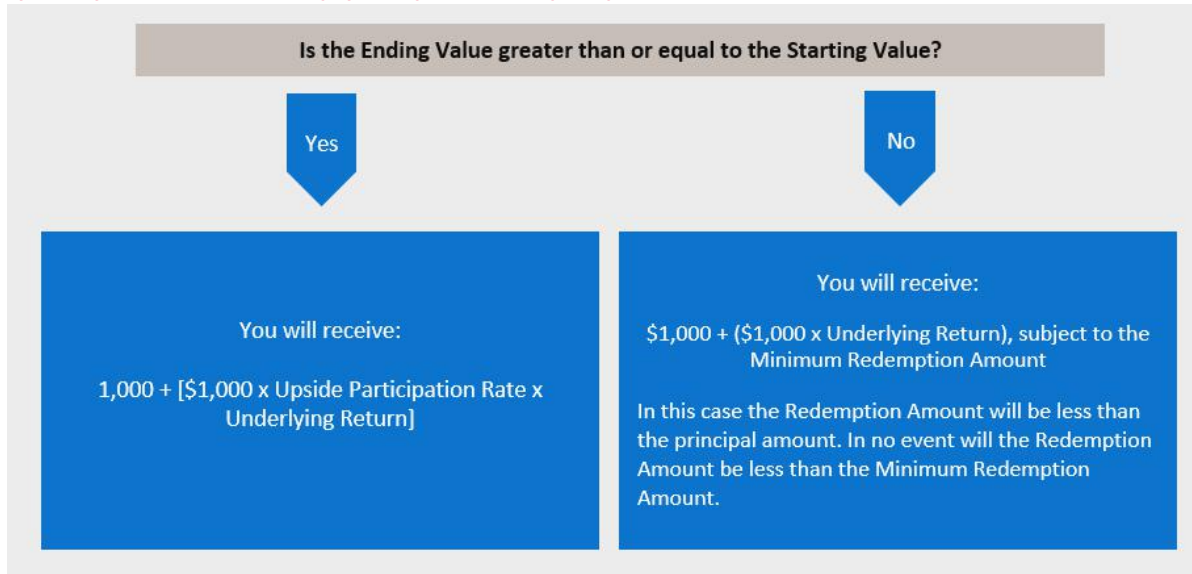 Is the Ending Value greater than or equal to the Starting Value?
Yes
No
You will receive:
1,000 + [$1,000 x Upside Participation Rate x
Underlying Return]
You will receive:
$1,000 + ($1,000 x Underlying Return), subject to the
Minimum Redemption Amount
In this case the Redemption Amount will be less than
the principal amount. In no event will the Redemption
Amount be less than the Minimum Redemption
Amount.